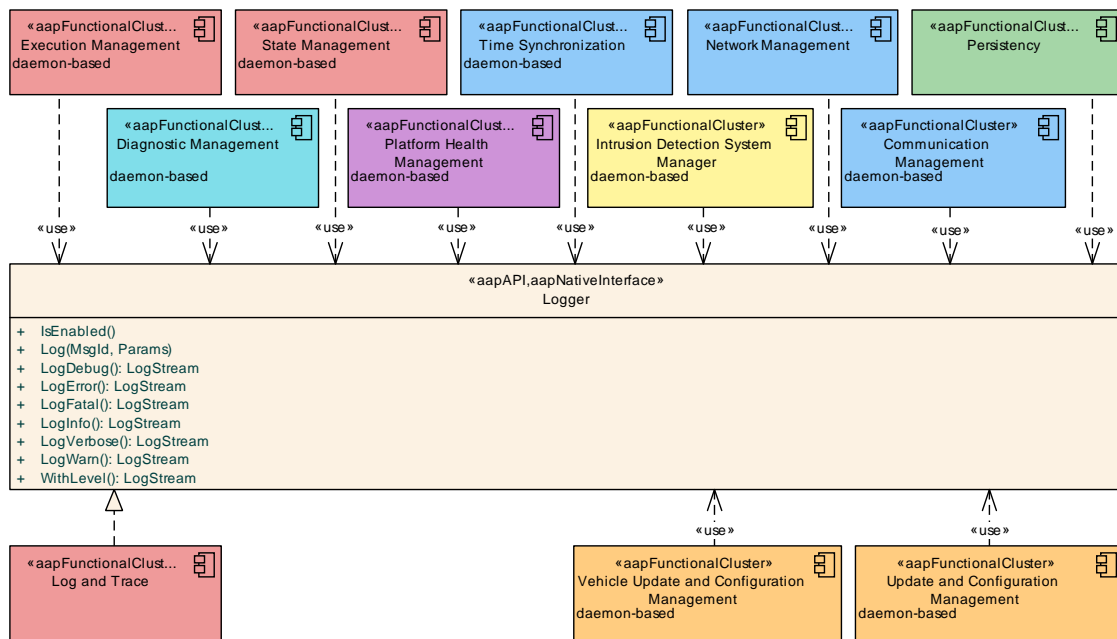 «aapFunctionalClust...
Execution Management
daemon-based
«aapFunctionalClust...
State Management
daemon-based
«aapFunctionalClust...
Time Synchronization
daemon-based
«aapFunctionalClust...
Network Management
daemon-based
«aapFunctionalClust...
Persistency
«aapFunctionalClust...
Diagnostic Management
daemon-based
«aapFunctionalClust...
Platform Health
Management
daemon-based
«aapFunctionalCluster»
Intrusion Detection System
Manager
daemon-based
«aapFunctionalCluster»
Communication
Management
daemon-based
«use»
«use»
«use»
«use»
«use»
«use»
«use»
«use»
«use»
«aapAPI,aapNativeInterface»
Logger
+ IsEnabled()
+ Log(MsgId, Params)
+ LogDebug(): LogStream
+ LogError(): LogStream
+ LogFatal(): LogStream
+ LogInfo(): LogStream
+ LogVerbose(): LogStream
+ LogWarn(): LogStream
+ WithLevel(): LogStream
«use»
«use»
«aapFunctionalClust...
Log and Trace
«aapFunctionalCluster»
Vehicle Update and Configuration
Management
daemon-based
«aapFunctionalCluster»
Update and Configuration
Management
daemon-based